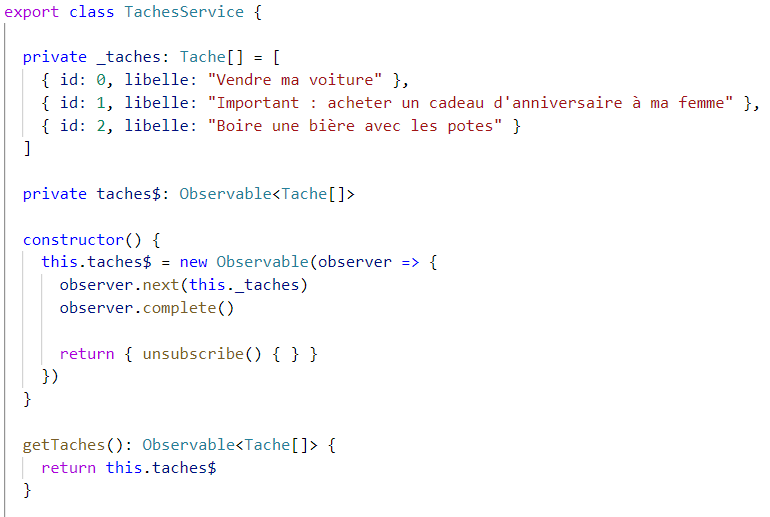 export class TachesService {
private _taches: Tache[] = [
{ id: 0, libelle: "Vendre ma voiture" },
{ id: 1, libelle: "Important : acheter un cadeau d'anniversaire à ma femme" },
{ id: 2, libelle: "Boire une bière avec les potes" }
]
private taches$: Observable<Tache[]>
constructor() {
this.taches$ = new Observable(observer => {
observer.next(this._taches)
observer.complete()
return { unsubscribe() { } }
})
}
getTaches(): Observable<Tache[]> {
return this.taches$
}